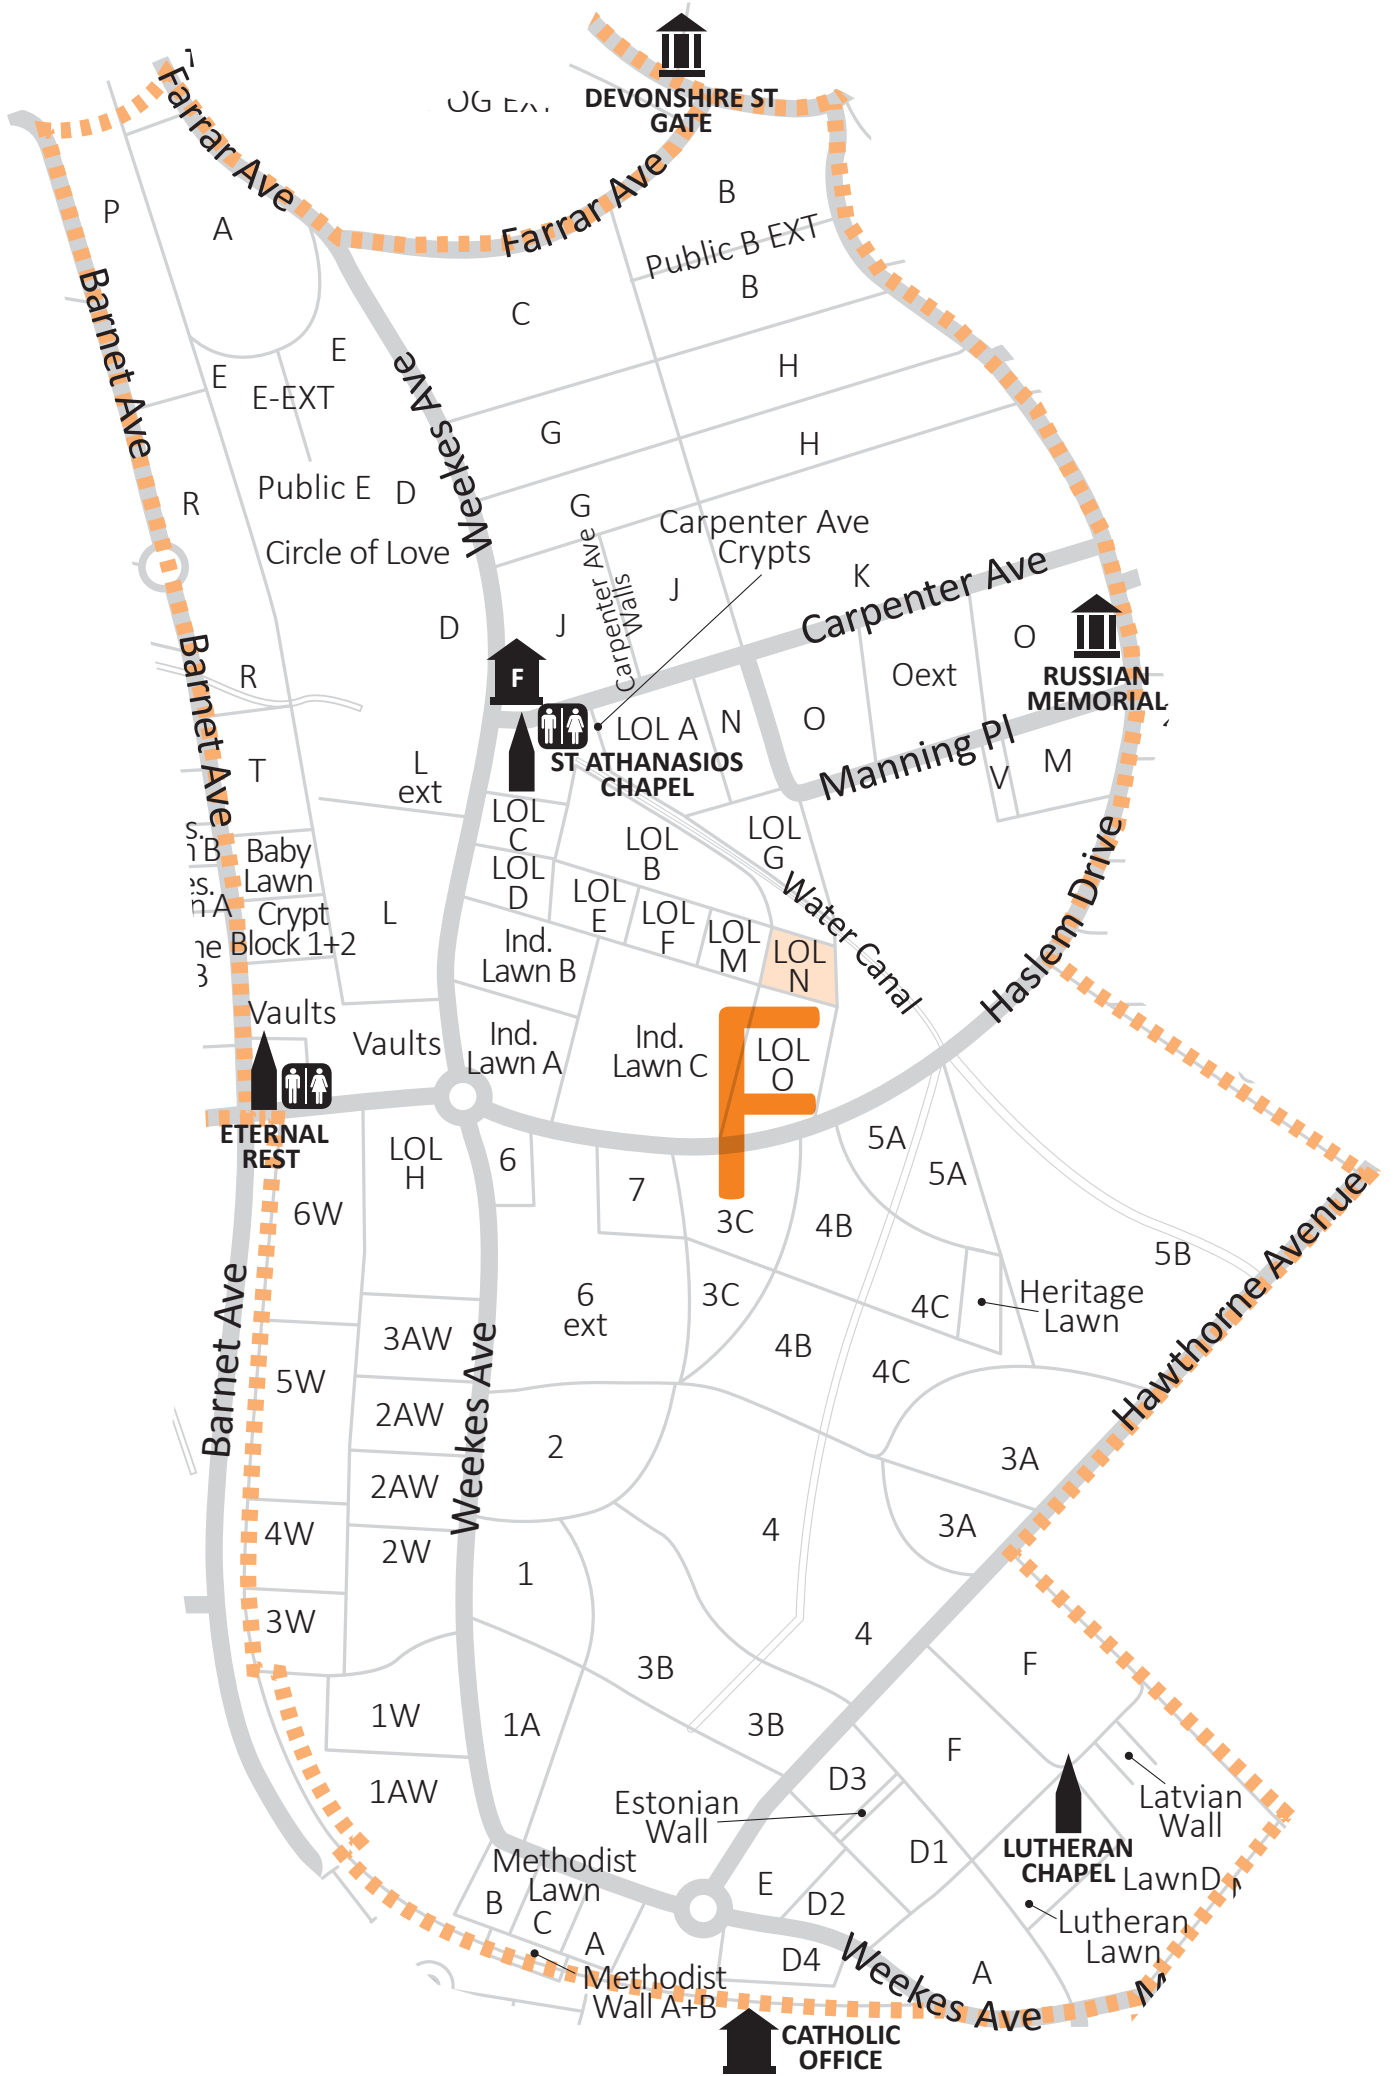 DEVONSHIRE ST
GATE
Farrar Ave
Farrar Ave
P
A
B
Public B EXT
B
Barnet Ave
C
E
E
E-EXT
Weekes Ave
H
G
H
R
Public E
D
G
Carpenter Ave
Crypts
Circle of Love
Carpenter Ave
Walls
J
J
K
Carpenter Ave
D
F
O
Oext
RUSSIAN
MEMORIAL
Barnet Ave
R
LOL A
N
O
Manning Pl
V
M
ST ATHANASIOS
CHAPEL
T
L
ext
LOL
C
LOL
B
LOL
G
Baby
Lawn
LOL
D
LOL
E
LOL
F
LOL
M
LOL
N
Water Canal
Haslem Drive
Crypt
Block 1+2
L
Ind.
Lawn B
Vaults
Vaults
Ind.
Lawn A
Ind.
Lawn C
F
LOL
O
ETERNAL
REST
LOL
H
6
7
3C
5A
5A
4B
5B
6W
6
ext
3C
4B
4C
Heritage
Lawn
Hawthorne Avenue
Barnet Ave
3AW
Weekes Ave
4C
5W
2AW
2
3A
2AW
4W
2W
4
3A
1
3W
4
3B
F
1W
1A
3B
F
1AW
D3
Estonian
Wall
Latvian
Wall
D1
LUTHERAN
CHAPEL
LawnD
Methodist
Lawn
B
C
A
E
D2
Lutheran
Lawn
D4
Weekes Ave
A
Methodist
Wall A+B
CATHOLIC
OFFICE